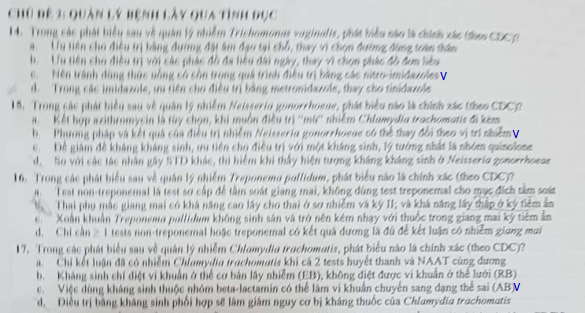 CHỦ ĐỀ 2: QUẢN LÝ BỆNH LÂY QUA TÌNH DỤC
14. Trong các phát biểu sau về quản lý nhiễm Trichomonas vaginalis, phát biểu nào là chính xác (theo CDC)?
a. Ưu tiên cho điều trị bằng đường đặt âm đạo tại chỗ, thay vì chọn đường dùng toàn thân
b. Ưu tiên cho điều trị với các phác đồ đa liều dài ngày, thay vì chọn phác đồ đơn liều
c. Nên tránh dùng thức uống có cồn trong quá trình điều trị bằng các nitro-imidazoles V
d. Trong các imidazole, ưu tiên cho điều trị bằng metronidazole, thay cho tinidazole
15. Trong các phát biểu sau về quản lý nhiễm Neisseria gonorrhoeae, phát biểu nào là chính xác (theo CDC)?
a. Kết hợp azithromycin là tùy chọn, khi muốn điều trị "mù" nhiễm Chlamydia trachomatis đi kèm
b. Phương pháp và kết quả của điều trị nhiễm Neisseria gonorrhoeae có thể thay đổi theo vị trí nhiễm V
c. Để giảm đề kháng kháng sinh, ưu tiên cho điều trị với một kháng sinh, lý tưởng nhất là nhóm quinolone
d. So với các tác nhân gây STD khác, thì hiếm khi thấy hiện tượng kháng kháng sinh ở Neisseria gonorrhoeae
16. Trong các phát biểu sau về quản lý nhiễm Treponema pallidum, phát biểu nào là chính xác (theo CDC)?
a. Test non-treponemal là test sơ cấp để tầm soát giang mai, không dùng test treponemal cho mục đích tầm soát
Thai phụ mắc giang mai có khả năng cao lây cho thai ở sơ nhiễm và kỳ II; và khả năng lây thấp ở kỳ tiềm ẩn
c. Xoắn khuẩn Treponema pallidum không sinh sản và trở nên kém nhạy với thuốc trong giang mai kỳ tiềm ẩn
d. Chỉ cần ≥ 1 tests non-treponemal hoặc treponemal có kết quả dương là đủ để kết luận có nhiễm giang mai
17. Trong các phát biểu sau về quản lý nhiễm Chlamydia trachomatis, phát biểu nào là chính xác (theo CDC)?
a. Chỉ kết luận đã có nhiễm Chlamydia trachomatis khi cả 2 tests huyết thanh và NAAT cùng dương
b. Kháng sinh chỉ diệt vi khuẩn ở thể cơ bản lây nhiễm (EB), không diệt được vi khuẩn ở thể lưới (RB)
c. Việc dùng kháng sinh thuộc nhóm beta-lactamin có thể làm vi khuẩn chuyển sang dạng thể sai (AB) V
d. Điều trị bằng kháng sinh phối hợp sẽ làm giảm nguy cơ bị kháng thuốc của Chlamydia trachomatis